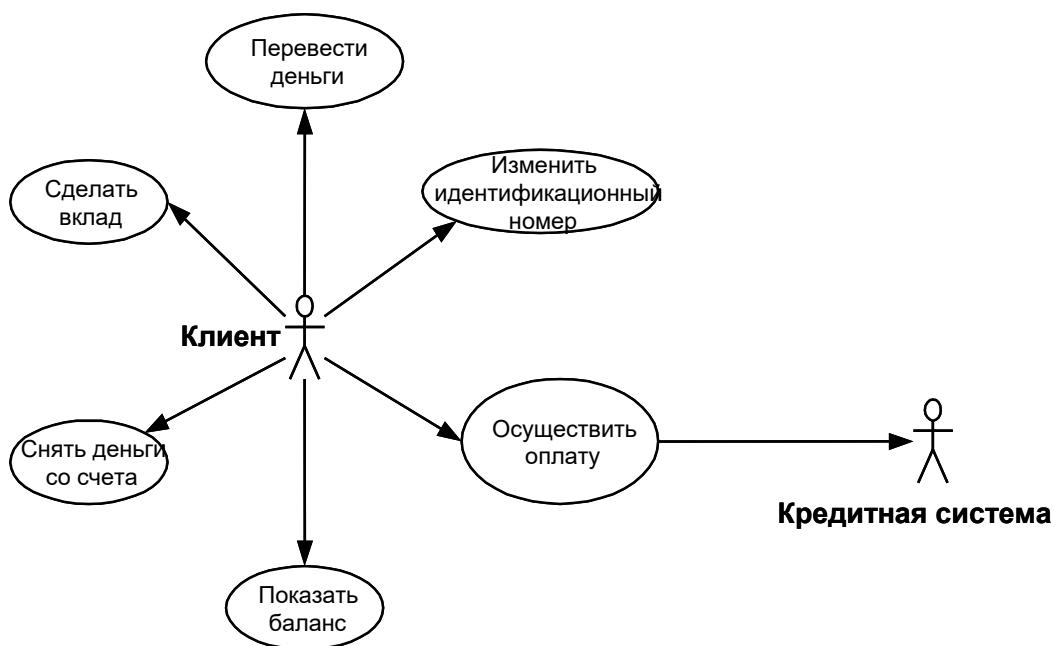 Перевести
деньги
Сделать
вклад
Изменить
идентификационный
номер
Клиент
Снять деньги
со счета
Осуществить
оплату
Кредитная система
Показать
баланс